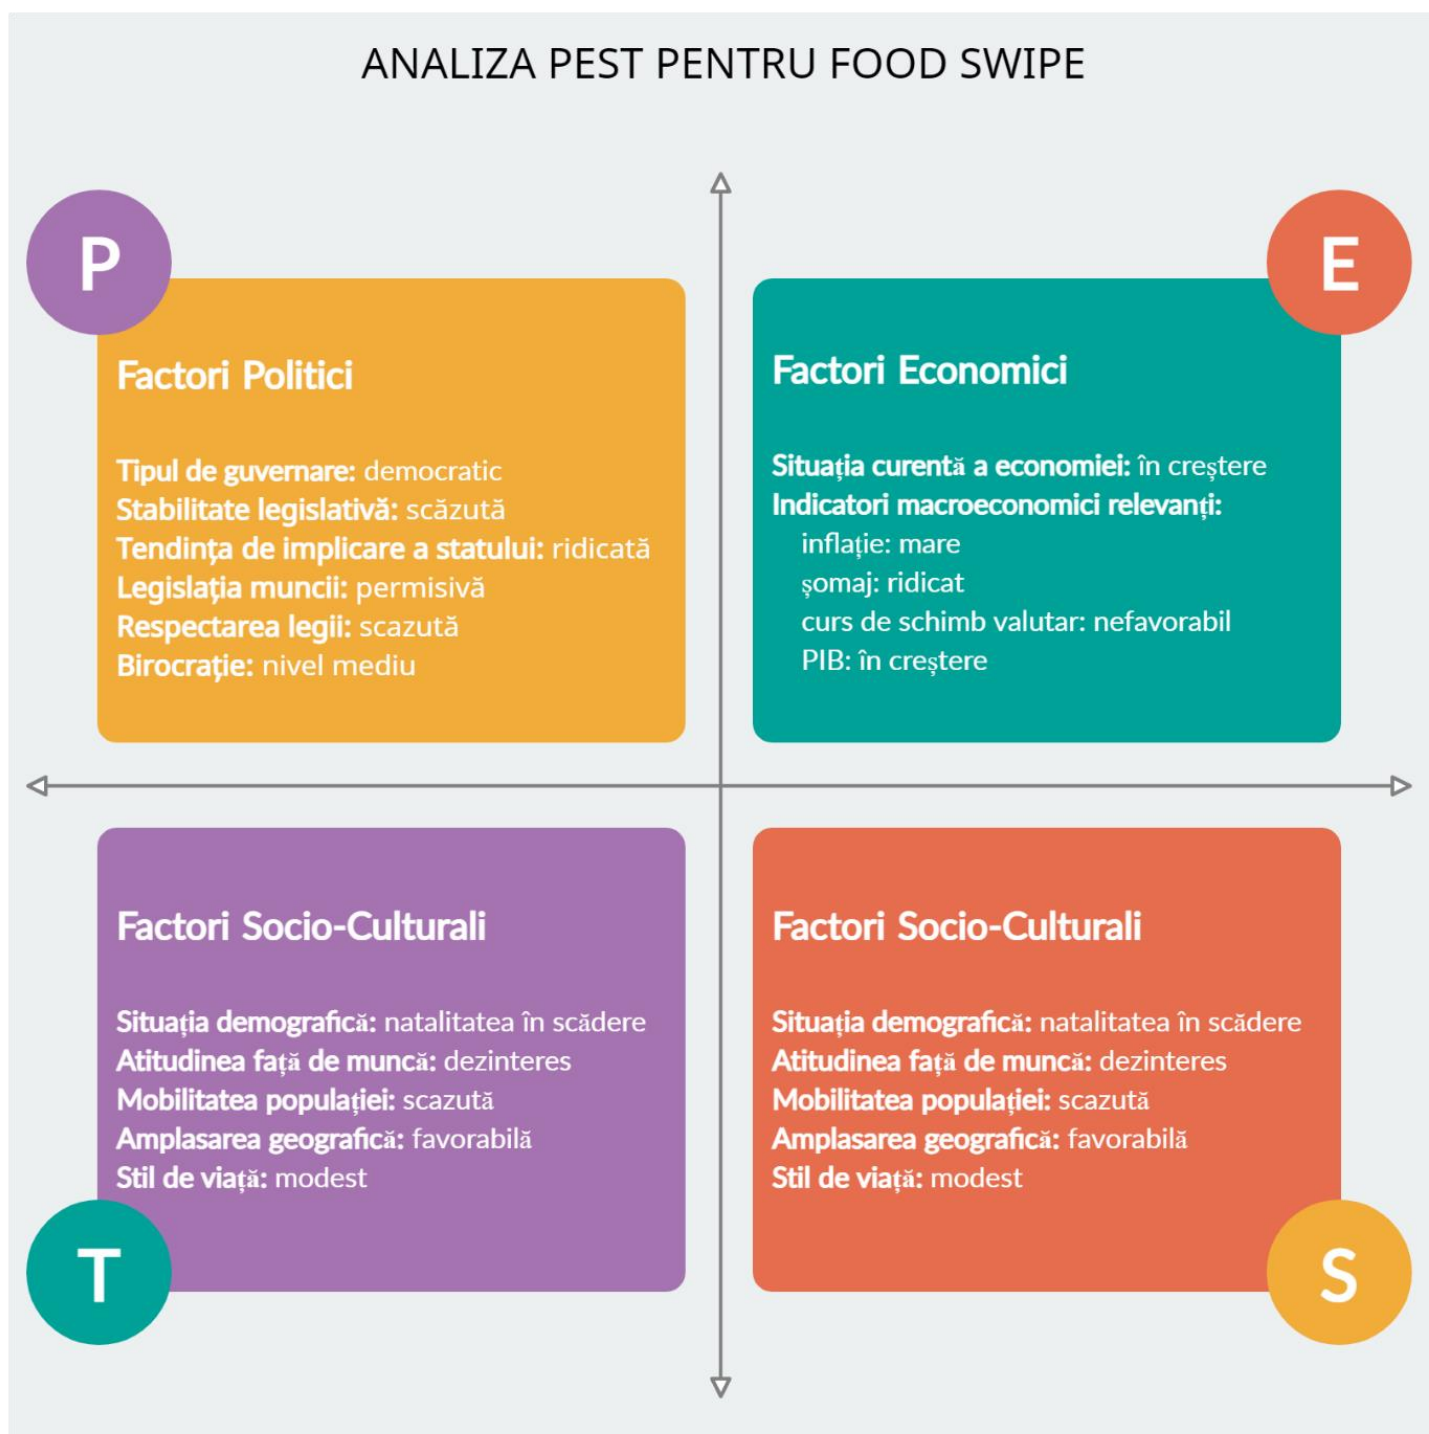 ANALIZA PEST PENTRU FOOD SWIPE
P
Factori Politici
Tipul de guvernare: democratic
Stabilitate legislativă: scăzută
Tendința de implicare a statului: ridicată
Legislația muncii: permisivă
Respectarea legii: scazută
Birocrație: nivel mediu
E
Factori Economici
Situația curentă a economiei: în creștere
Indicatori macroeconomici relevanți:
inflație: mare
șomaj: ridicat
curs de schimb valutar: nefavorabil
PIB: în creștere
Factori Socio-Culturali
Situația demografică: natalitatea în scădere
Atitudinea față de muncă: dezinteres
Mobilitatea populației: scazută
Amplasarea geografică: favorabilă
Stil de viață: modest
T
Factori Socio-Culturali
Situația demografică: natalitatea în scădere
Atitudinea față de muncă: dezinteres
Mobilitatea populației: scazută
Amplasarea geografică: favorabilă
Stil de viață: modest
S